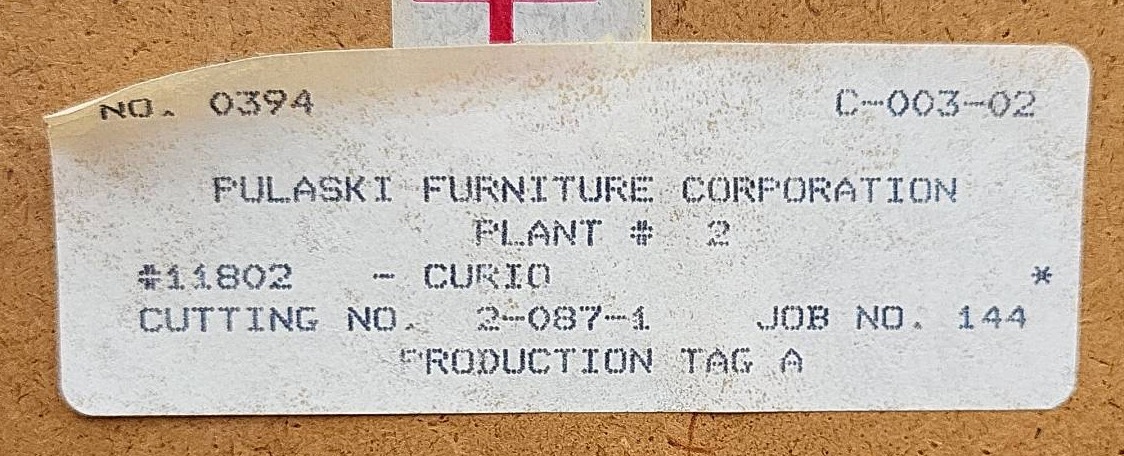 NO. 0394 C-003-02
PULASKI FURNITURE CORPORATION
PLANT # 2
#11802 - CURIO *
CUTTING NO. 2-087-1 JOB NO. 144
PRODUCTION TAG A